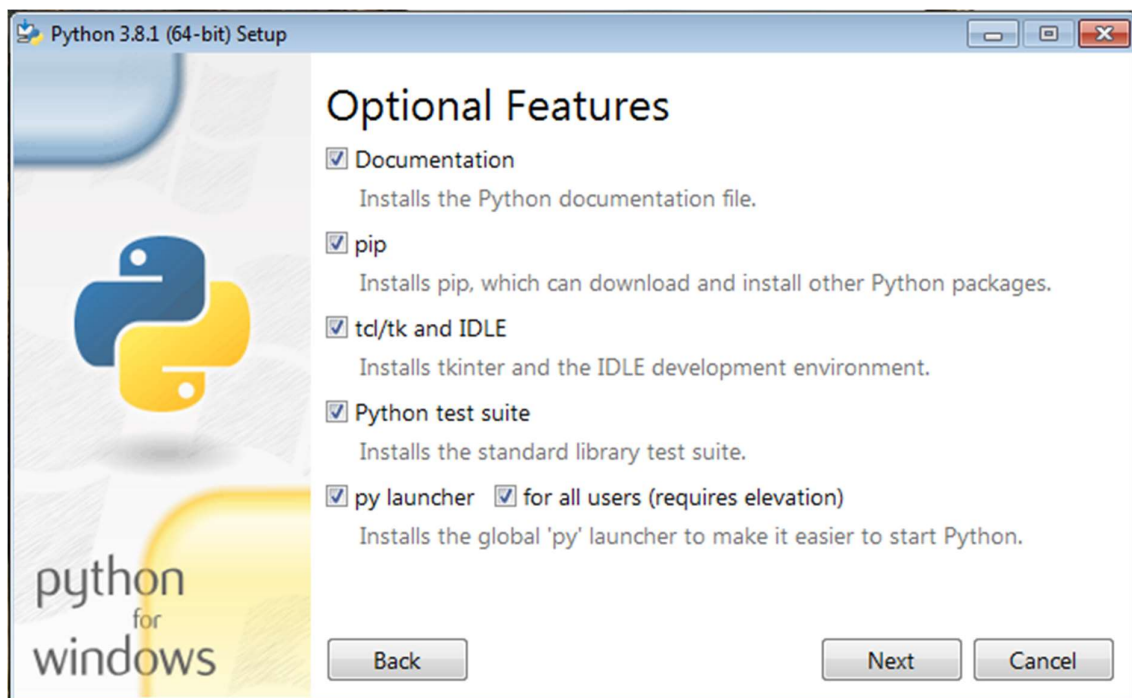 Python 3.8.1 (64-bit) Setup
Optional Features
Documentation
Installs the Python documentation file.
pip
Installs pip, which can download and install other Python packages.
tcl/tk and IDLE
Installs tkinter and the IDLE development environment.
Python test suite
Installs the standard library test suite.
py launcher for all users (requires elevation)
Installs the global 'py' launcher to make it easier to start Python.
python
for
windows
Back Next Cancel